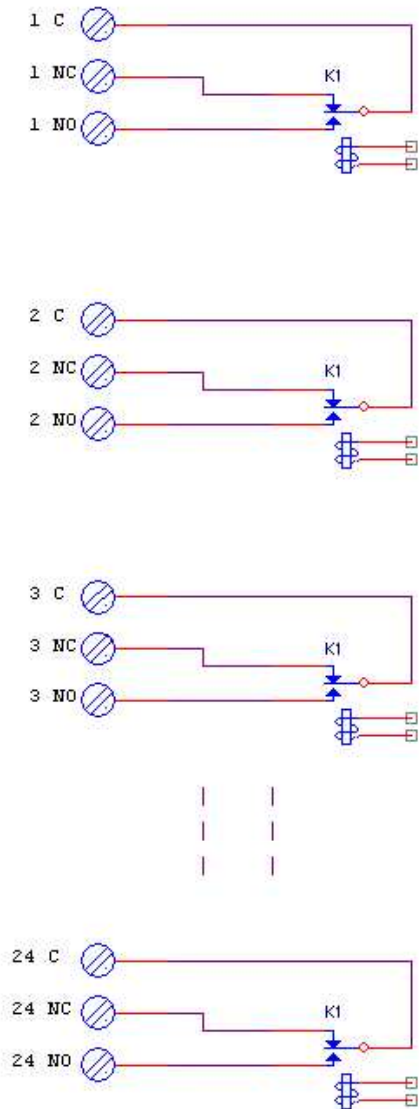 1 C
1 NC
K1
1 NO
2 C
2 NC
K1
2 NO
3 C
3 NC
K1
3 NO
24 C
24 NC
K1
24 NO